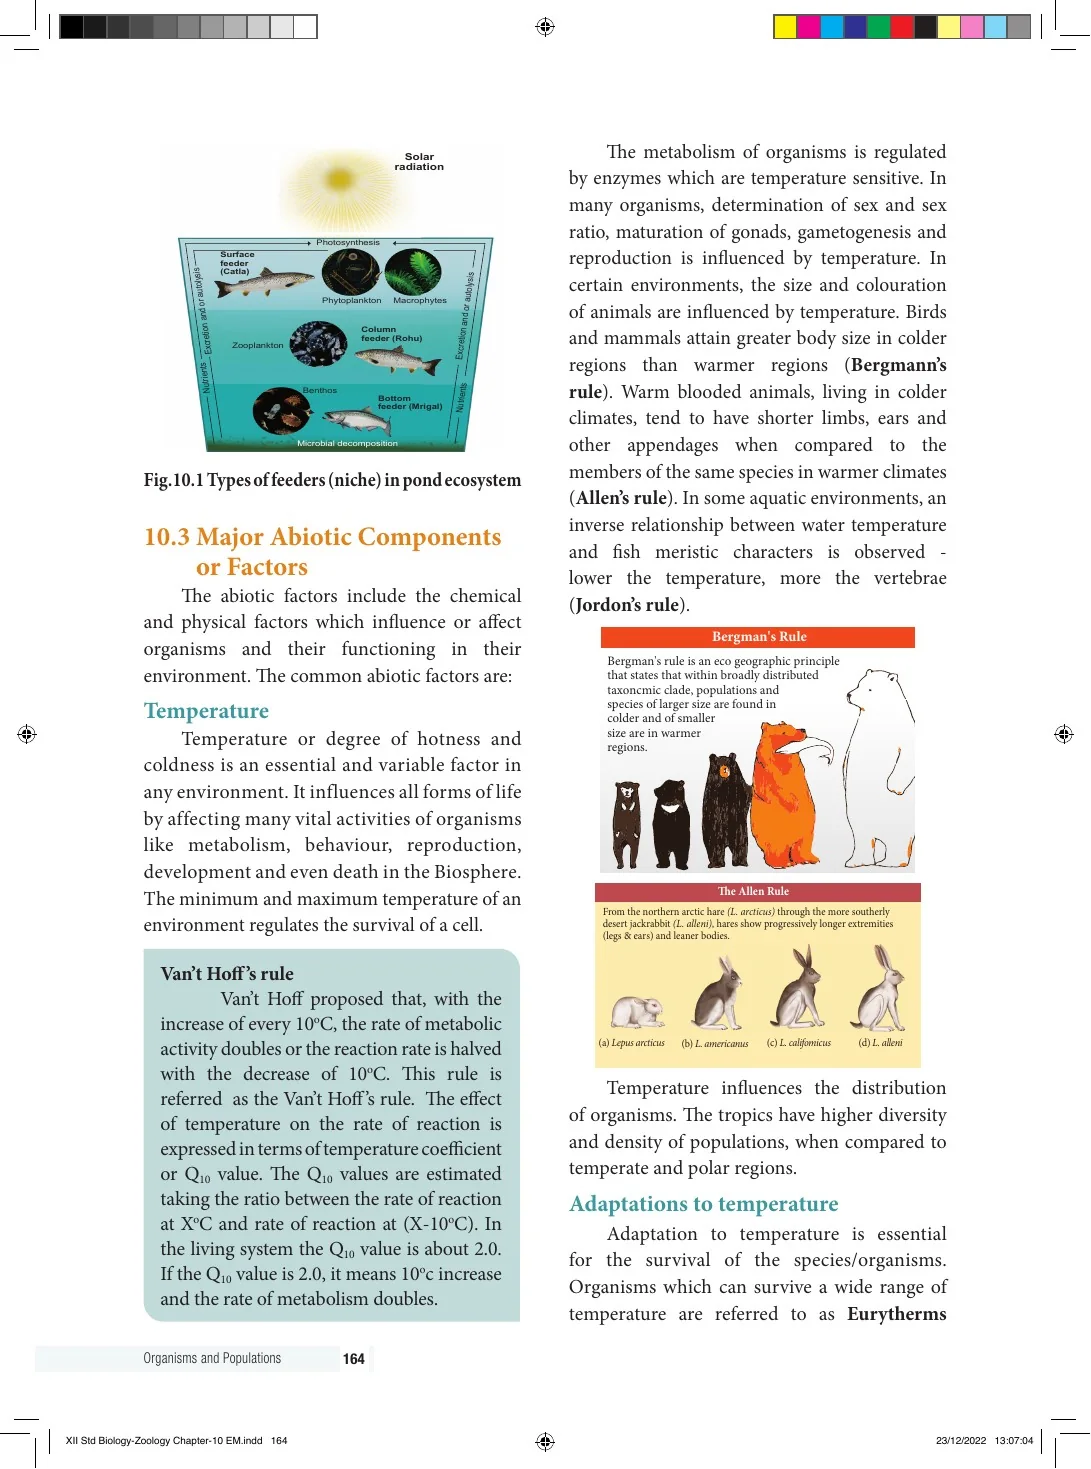 Solar
radiation
Photosynthesis
Surface
feeder
(Catla)
Phytoplankton
Macrophytes
Excretion and or autolysis
Excretion and or autolysis
Zooplankton
Column
feeder (Rohu)
Nutrients
Nutrients
Benthos
Bottom
feeder (Mrigal)
Microbial decomposition
Fig.10.1 Types of feeders (niche) in pond ecosystem
10.3 Major Abiotic Components
or Factors
The abiotic factors include the chemical
and physical factors which influence or affect
organisms and their functioning in their
environment. The common abiotic factors are:
Temperature
Temperature or degree of hotness and
coldness is an essential and variable factor in
any environment. It influences all forms of life
by affecting many vital activities of organisms
like metabolism, behaviour, reproduction,
development and even death in the Biosphere.
The minimum and maximum temperature of an
environment regulates the survival of a cell.
Van't Hoff's rule
Van't Hoff proposed that, with the
increase of every 10ºC, the rate of metabolic
activity doubles or the reaction rate is halved
with the decrease of 10ºC. This rule is
referred as the Van't Hoff's rule. The effect
of temperature on the rate of reaction is
expressed in terms of temperature coefficient
or Q₁₀ value. The Q₁₀ values are estimated
taking the ratio between the rate of reaction
at XºC and rate of reaction at (X-10ºC). In
the living system the Q₁₀ value is about 2.0.
If the Q₁₀ value is 2.0, it means 10ºc increase
and the rate of metabolism doubles.
The metabolism of organisms is regulated
by enzymes which are temperature sensitive. In
many organisms, determination of sex and sex
ratio, maturation of gonads, gametogenesis and
reproduction is influenced by temperature. In
certain environments, the size and colouration
of animals are influenced by temperature. Birds
and mammals attain greater body size in colder
regions than warmer regions (Bergmann's
rule). Warm blooded animals, living in colder
climates, tend to have shorter limbs, ears and
other appendages when compared to the
members of the same species in warmer climates
(Allen's rule). In some aquatic environments, an
inverse relationship between water temperature
and fish meristic characters is observed -
lower the temperature, more the vertebrae
(Jordon's rule).
Bergman's Rule
Bergman's rule is an eco geographic principle
that states that within broadly distributed
taxoncmic clade, populations and
species of larger size are found in
colder and of smaller
size are in warmer
regions.
The Allen Rule
From the northern arctic hare (L. arcticus) through the more southerly
desert jackrabbit (L. alleni), hares show progressively longer extremities
(legs & ears) and leaner bodies.
(a) Lepus arcticus (b) L. americanus (c) L. califomicus (d) L. alleni
Temperature influences the distribution
of organisms. The tropics have higher diversity
and density of populations, when compared to
temperate and polar regions.
Adaptations to temperature
Adaptation to temperature is essential
for the survival of the species/organisms.
Organisms which can survive a wide range of
temperature are referred to as Eurytherms
Organisms and Populations 164
XII Std Biology-Zoology Chapter-10 EM.indd 164 23/12/2022 13:07:04